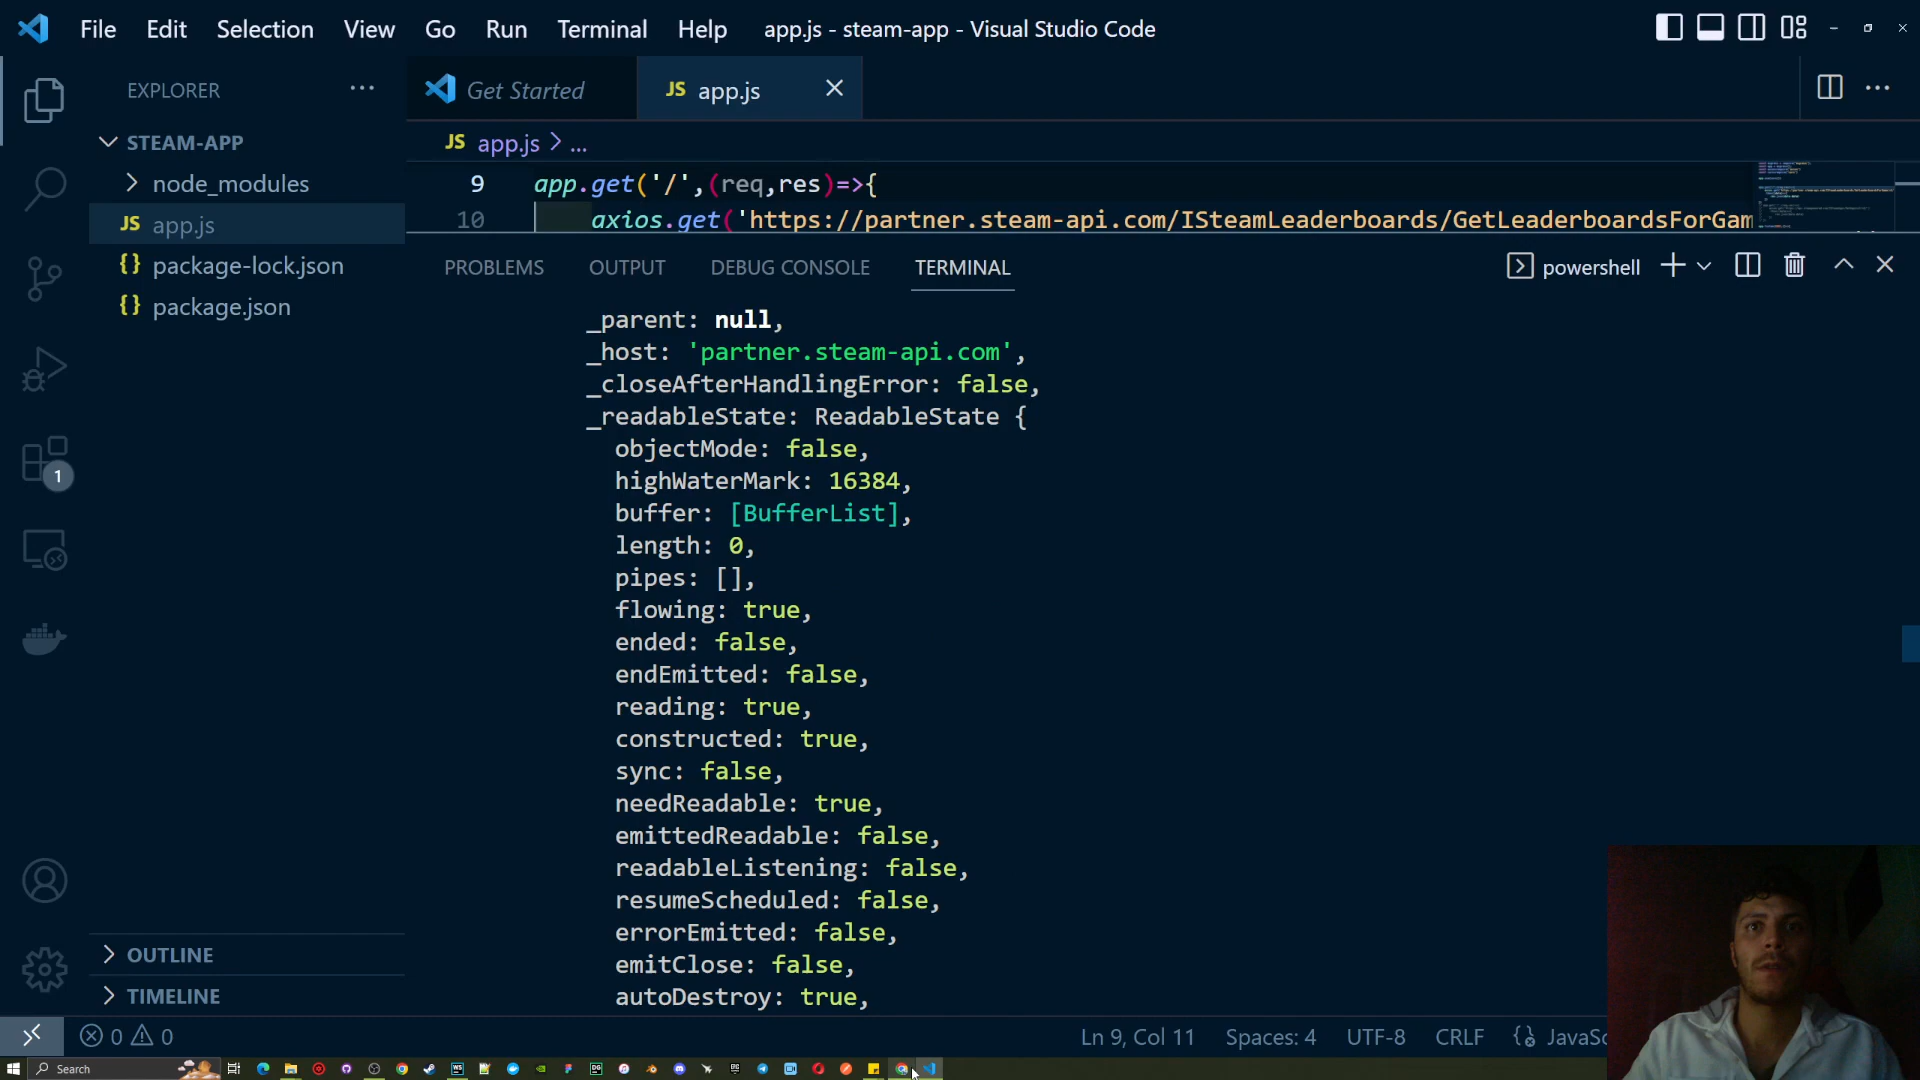 File Edit Selection View Go Run Terminal Help app.js - steam-app - Visual Studio Code
EXPLORER
STEAM-APP
node_modules
JS app.js
{} package-lock.json
{} package.json
1
OUTLINE
TIMELINE
Get Started
JS app.js
JS app.js > ...
9 app.get('/',(req,res)=>{
10 axios.get('https://partner.steam-api.com/ISteamLeaderboards/GetLeaderboardsForGam
PROBLEMS OUTPUT DEBUG CONSOLE TERMINAL
powershell
_parent: null,
_host: 'partner.steam-api.com',
_closeAfterHandlingError: false,
_readableState: ReadableState {
objectMode: false,
highWaterMark: 16384,
buffer: [BufferList],
length: 0,
pipes: [],
flowing: true,
ended: false,
endEmitted: false,
reading: true,
constructed: true,
sync: false,
needReadable: true,
emittedReadable: false,
readableListening: false,
resumeScheduled: false,
errorEmitted: false,
emitClose: false,
autoDestroy: true,
0 0
Ln 9, Col 11 Spaces: 4 UTF-8 CRLF {} JavaSc
Search